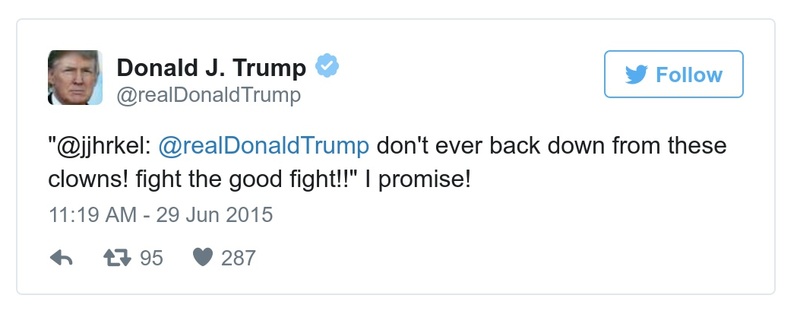 Donald J. Trump
@realDonaldTrump
Follow
"@jjhrkel: @realDonaldTrump don't ever back down from these
clowns! fight the good fight!!" I promise!
11:19 AM - 29 Jun 2015
95 287